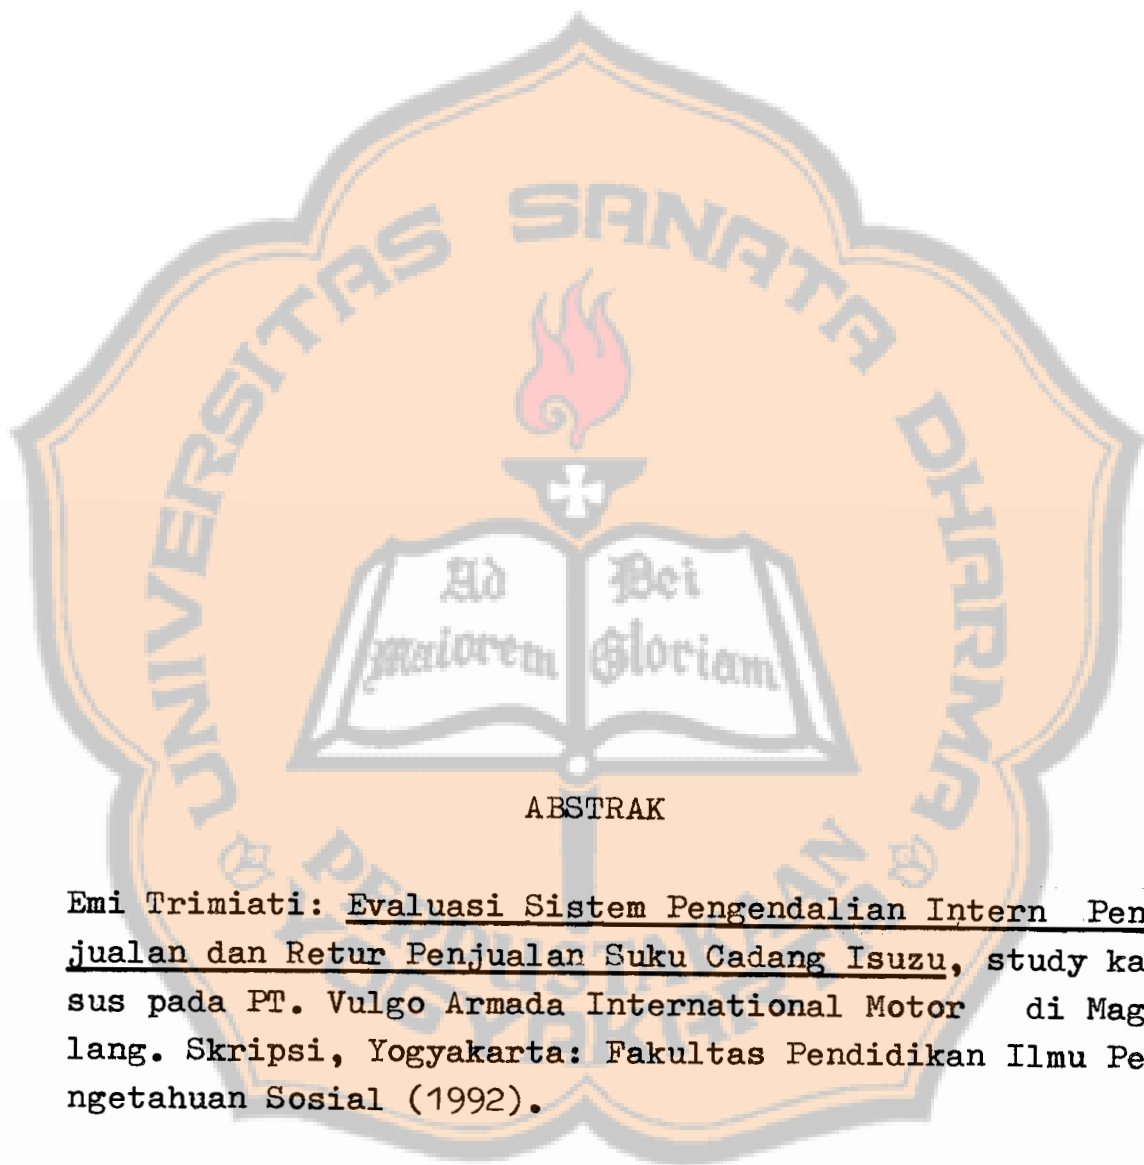 UNIVERSITAS SANATA DHARMA
Ad Dei
Maiorem Gloriam
PERPUSTAKAAN
YOGYAKARTA
ABSTRAK
Emi Trimiati: Evaluasi Sistem Pengendalian Intern Pen
jualan dan Retur Penjualan Suku Cadang Isuzu, study ka
sus pada PT. Vulgo Armada International Motor di Mag
lang. Skripsi, Yogyakarta: Fakultas Pendidikan Ilmu Pe
ngetahuan Sosial (1992).